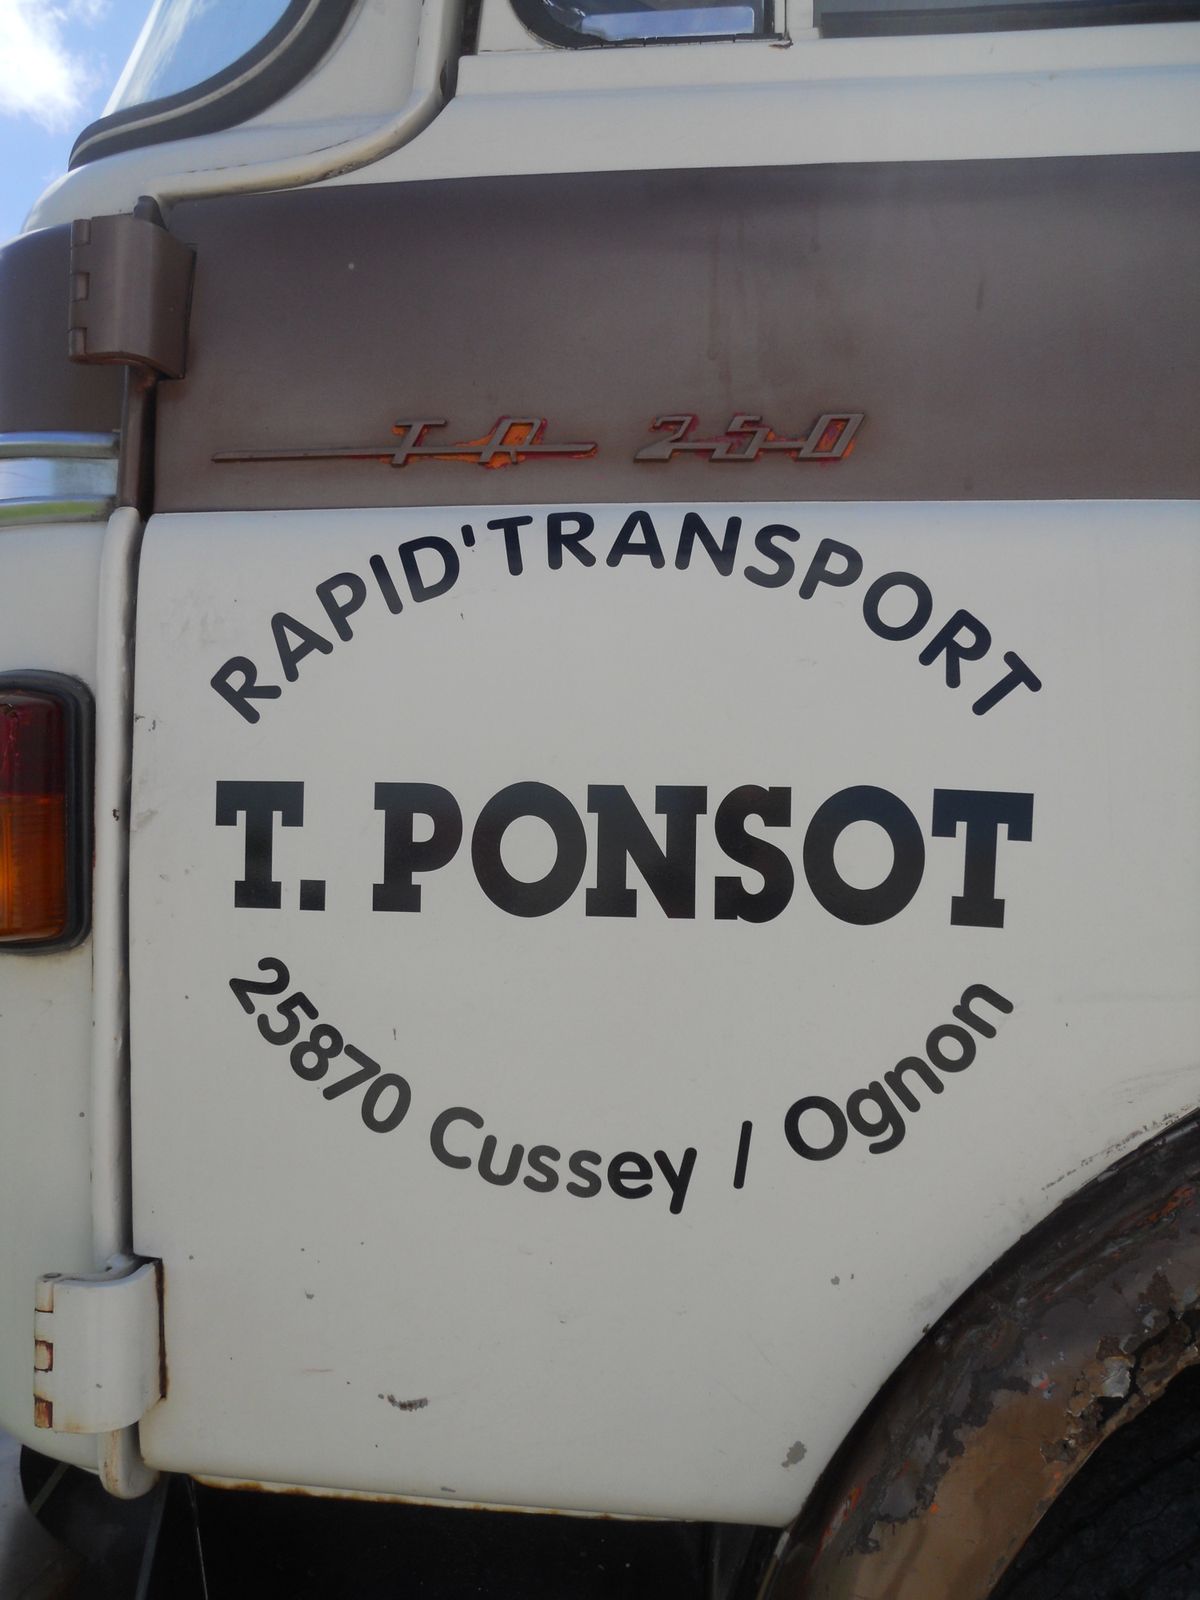 TR 250
RAPID'TRANSPORT
T. PONSOT
25870 Cussey / Ognon